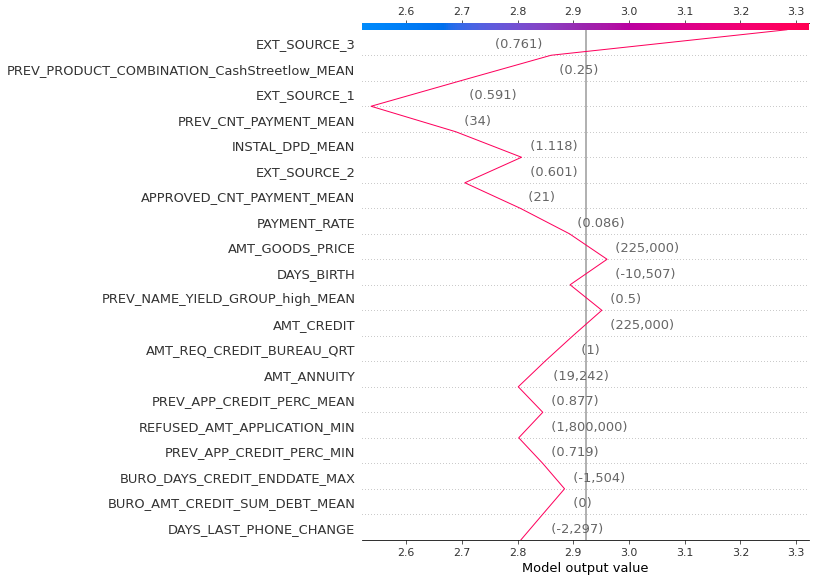 2.6 2.7 2.8 2.9 3.0 3.1 3.2 3.3
EXT_SOURCE_3 (0.761)
PREV_PRODUCT_COMBINATION_CashStreetlow_MEAN (0.25)
EXT_SOURCE_1 (0.591)
PREV_CNT_PAYMENT_MEAN (34)
INSTAL_DPD_MEAN (1.118)
EXT_SOURCE_2 (0.601)
APPROVED_CNT_PAYMENT_MEAN (21)
PAYMENT_RATE (0.086)
AMT_GOODS_PRICE (225,000)
DAYS_BIRTH (-10,507)
PREV_NAME_YIELD_GROUP_high_MEAN (0.5)
AMT_CREDIT (225,000)
AMT_REQ_CREDIT_BUREAU_QRT (1)
AMT_ANNUITY (19,242)
PREV_APP_CREDIT_PERC_MEAN (0.877)
REFUSED_AMT_APPLICATION_MIN (1,800,000)
PREV_APP_CREDIT_PERC_MIN (0.719)
BURO_DAYS_CREDIT_ENDDATE_MAX (-1,504)
BURO_AMT_CREDIT_SUM_DEBT_MEAN (0)
DAYS_LAST_PHONE_CHANGE (-2,297)
2.6 2.7 2.8 2.9 3.0 3.1 3.2 3.3
Model output value